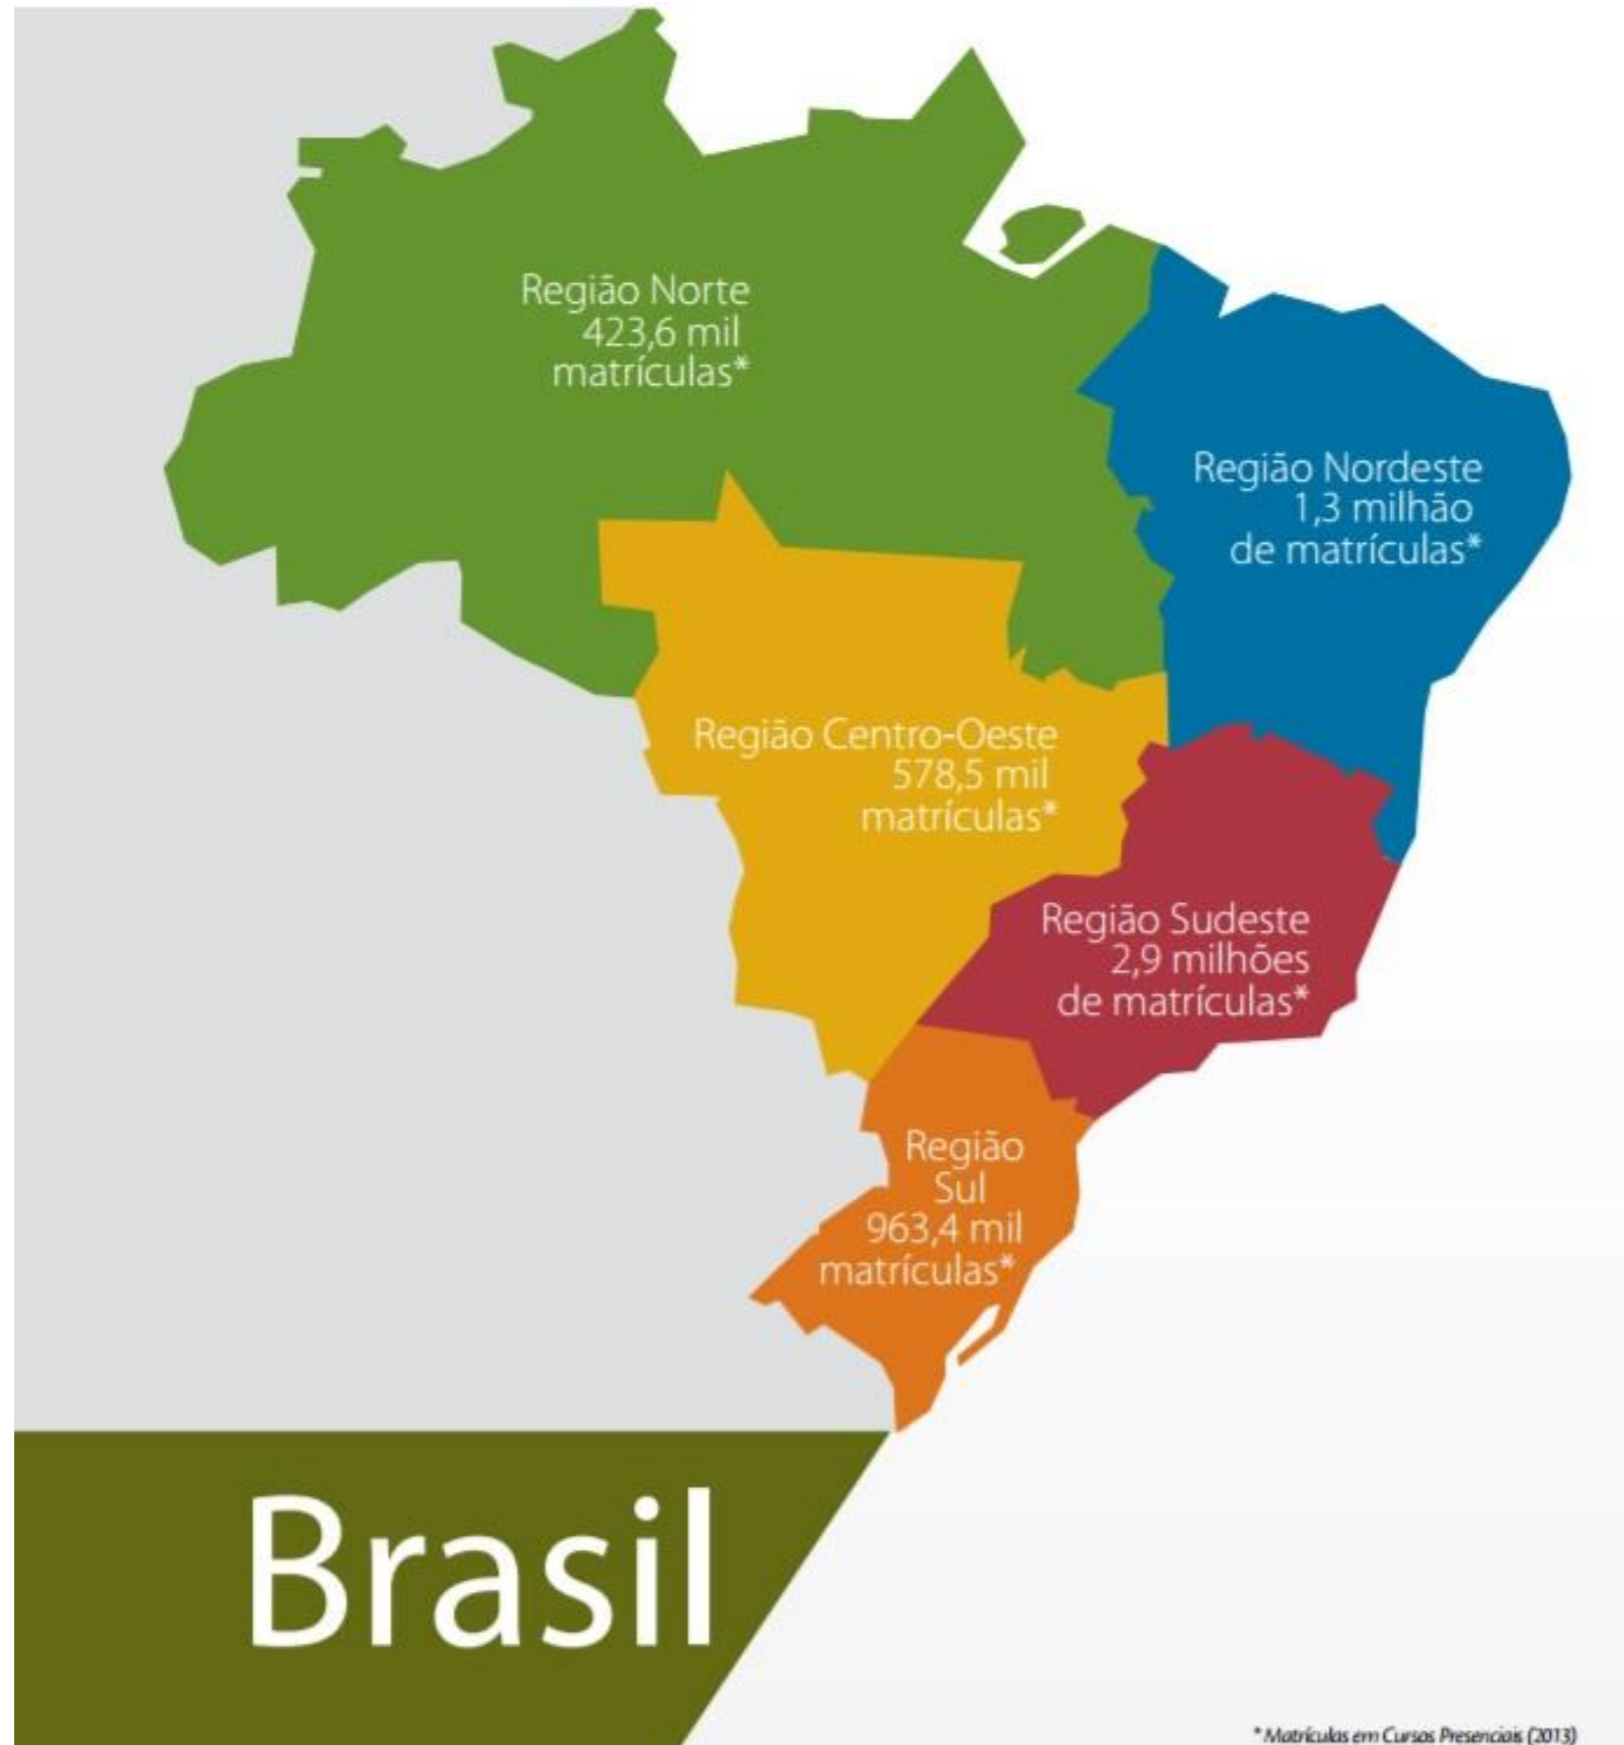 Região Norte
423,6 mil
matrículas*
Região Nordeste
1,3 milhão
de matrículas*
Região Centro-Oeste
578,5 mil
matrículas*
Região Sudeste
2,9 milhões
de matrículas*
Região
Sul
963,4 mil
matrículas*
Brasil
* Matrículas em Cursos Presenciais (2013)